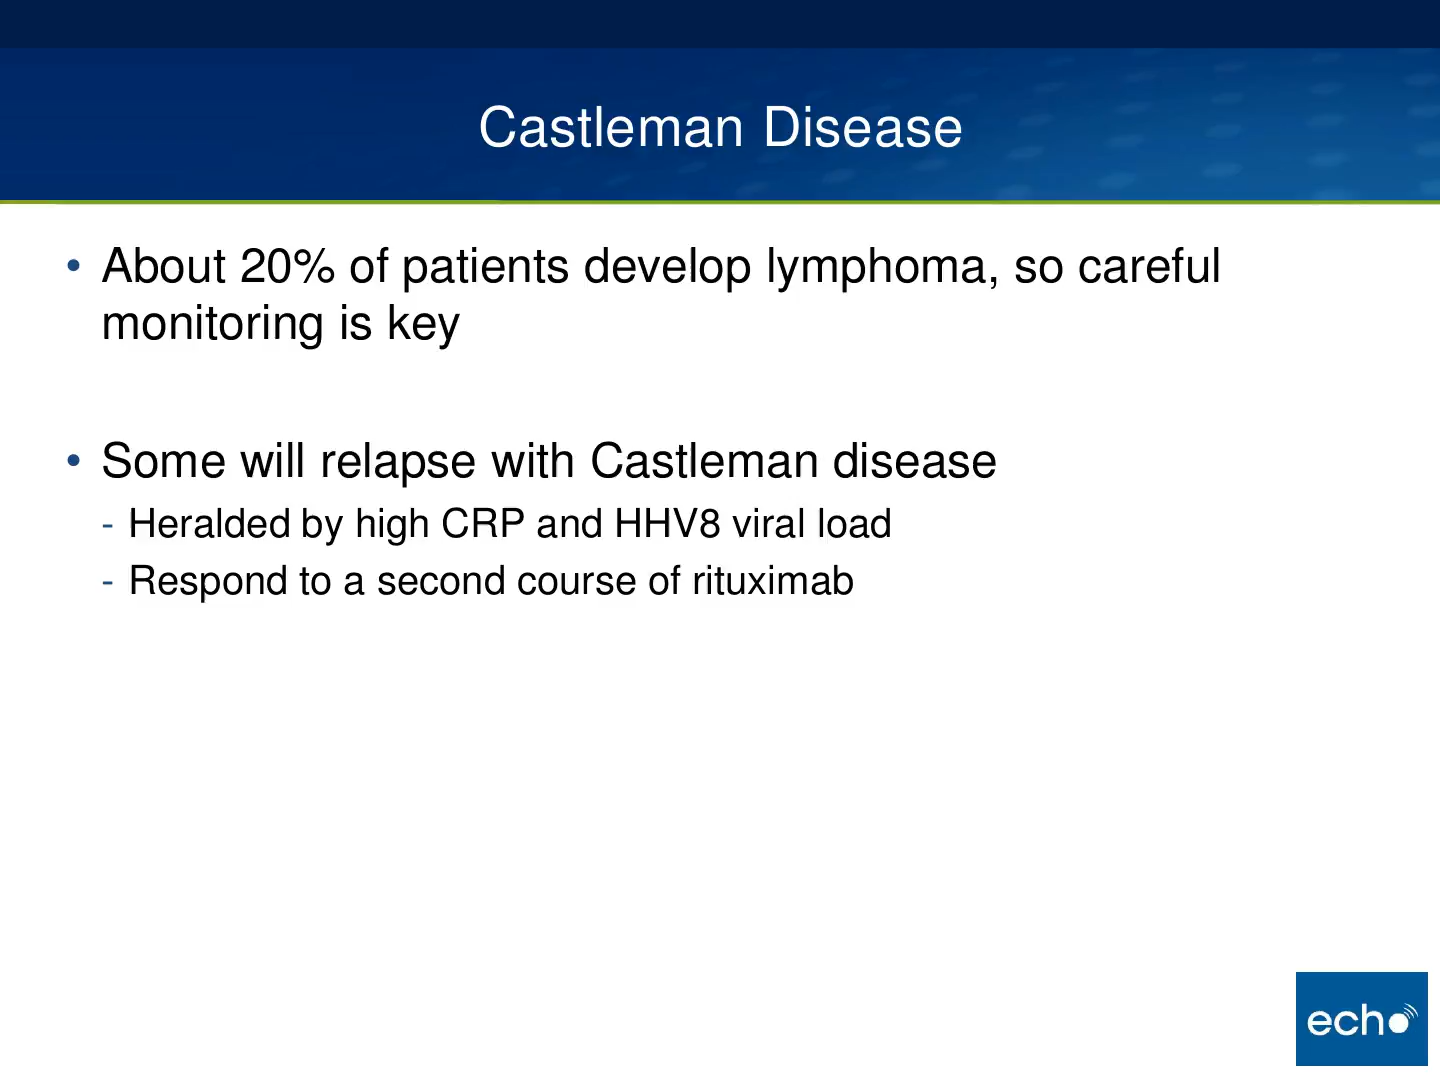 Castleman Disease
• About 20% of patients develop lymphoma, so careful
monitoring is key
• Some will relapse with Castleman disease
- Heralded by high CRP and HHV8 viral load
- Respond to a second course of rituximab
echo